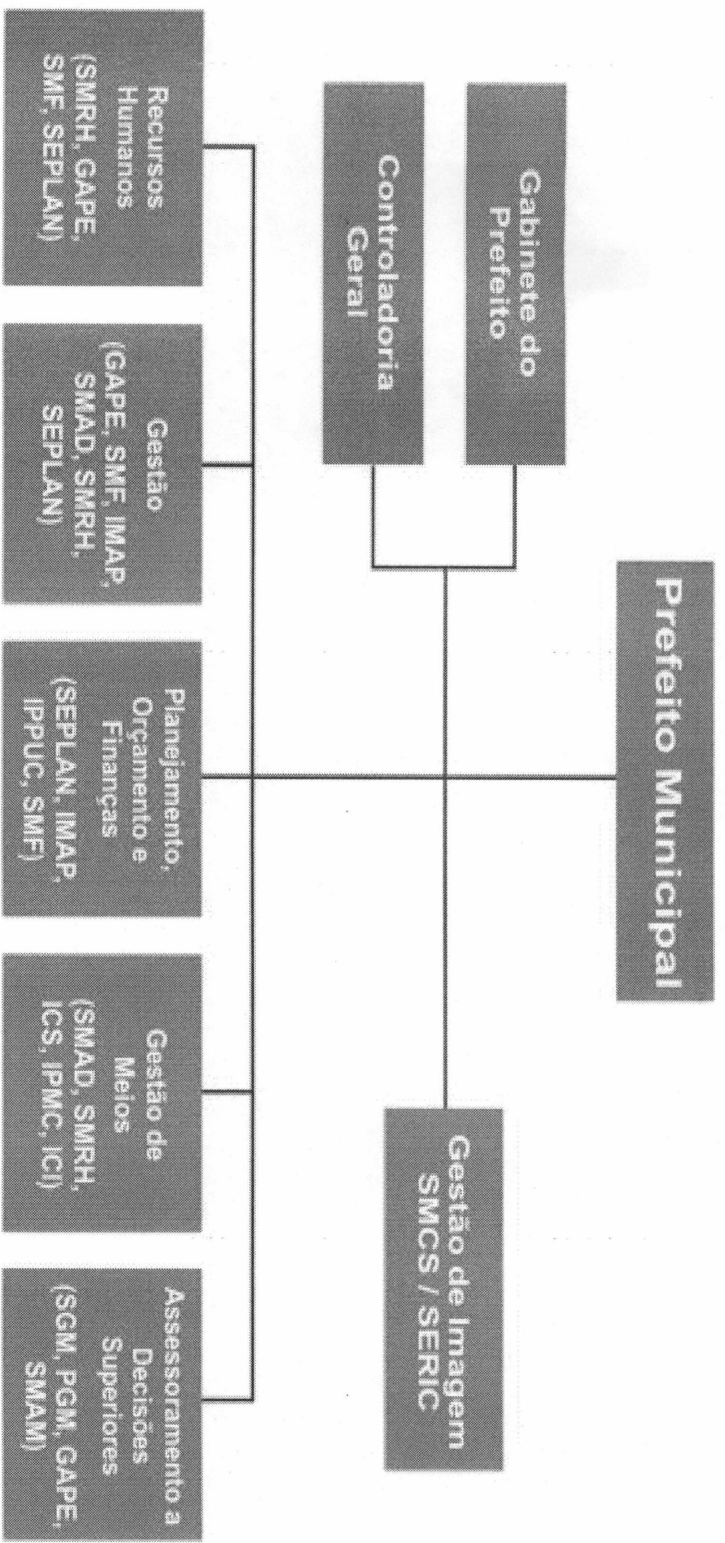 Prefeito Municipal
Gabinete do
Prefeito
Controladoria
Geral
Gestão de Imagem
SMCS / SERIC
Recursos
Humanos
(SMRH, GAPE,
SMF, SEPLAN)
Gestão
(GAPE, SMF, IMAP,
SMAD, SMRH,
SEPLAN)
Planejamento,
Orçamento e
Finanças
(SEPLAN, IMAP,
IPPUC, SMF)
Gestão de
Meios
(SMAD, SMRH,
ICS, IPMC, ICI)
Assessoramento a
Decisões
Superiores
(SGM, PGM, GAPE,
SMAM)